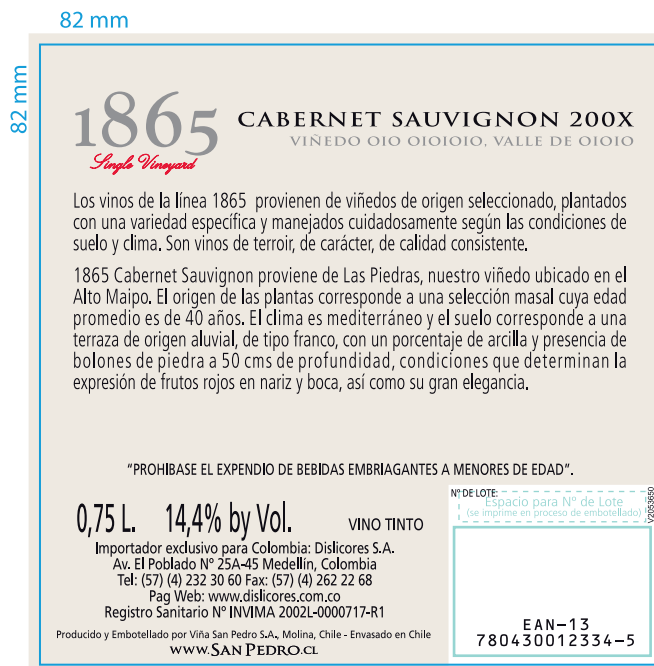 82 mm
82 mm
1865
Single Vineyard
CABERNET SAUVIGNON 200X
VIÑEDO OIO OIOIOIO, VALLE DE OIOIO
Los vinos de la línea 1865 provienen de viñedos de origen seleccionado, plantados
con una variedad específica y manejados cuidadosamente según las condiciones de
suelo y clima. Son vinos de terroir, de carácter, de calidad consistente.
1865 Cabernet Sauvignon proviene de Las Piedras, nuestro viñedo ubicado en el
Alto Maipo. El origen de las plantas corresponde a una selección masal cuya edad
promedio es de 40 años. El clima es mediterráneo y el suelo corresponde a una
terraza de origen aluvial, de tipo franco, con un porcentaje de arcilla y presencia de
bolones de piedra a 50 cms de profundidad, condiciones que determinan la
expresión de frutos rojos en nariz y boca, así como su gran elegancia.
"PROHIBASE EL EXPENDIO DE BEBIDAS EMBRIAGANTES A MENORES DE EDAD".
0,75 L. 14,4% by Vol. VINO TINTO
Importador exclusivo para Colombia: Dislicores S.A.
Av. El Poblado N° 25A-45 Medellín, Colombia
Tel: (57) (4) 232 30 60 Fax: (57) (4) 262 22 68
Pag Web: www.dislicores.com.co
Registro Sanitario N° INVIMA 2002L-0000717-R1
Producido y Embotellado por Viña San Pedro S.A., Molina, Chile - Envasado en Chile
WWW.SANPEDRO.CL
N° DE LOTE:
Espacio para N° de Lote
(se imprime en proceso de embotellado)
V2053650
EAN-13
780430012334-5